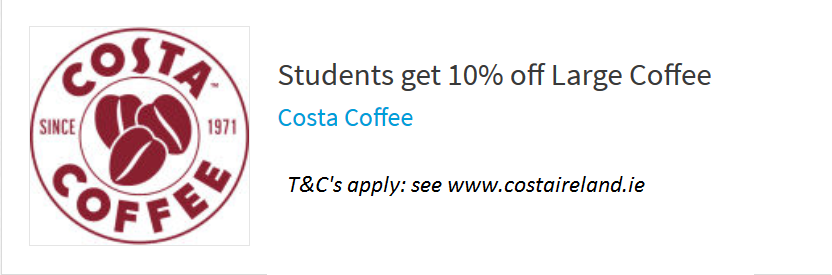 COSTA
SINCE 1971
COFFEE
Students get 10% off Large Coffee
Costa Coffee
T&C's apply: see www.costaireland.ie